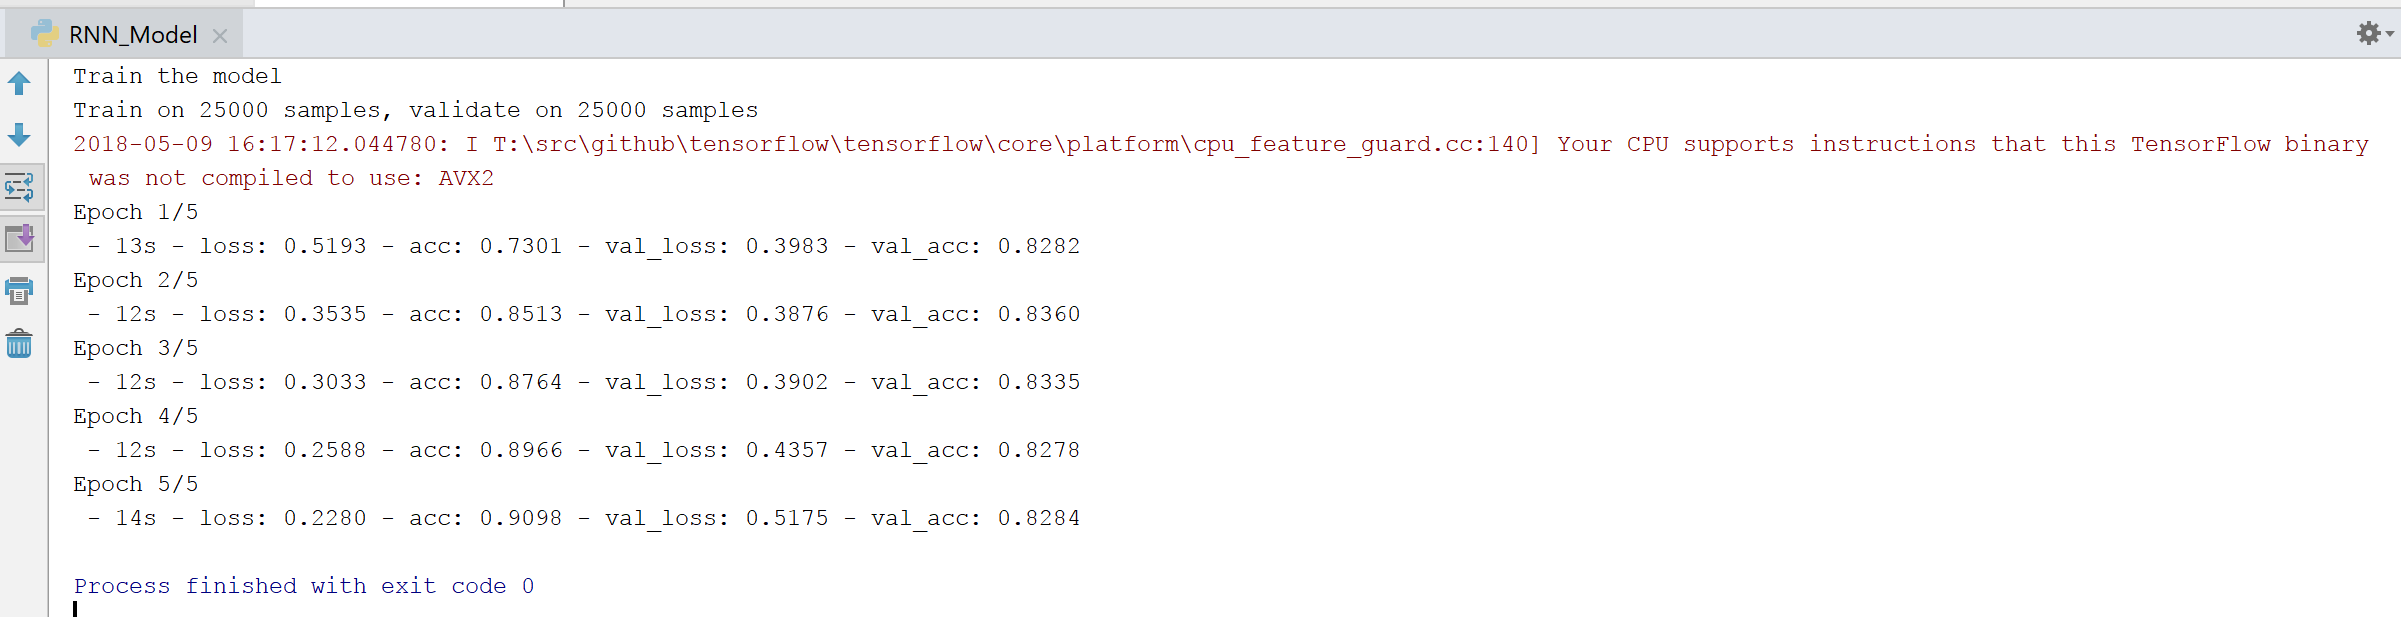 RNN_Model
Train the model
Train on 25000 samples, validate on 25000 samples
2018-05-09 16:17:12.044780: I T:\src\github\tensorflow\tensorflow\core\platform\cpu_feature_guard.cc:140] Your CPU supports instructions that this TensorFlow binary
 was not compiled to use: AVX2
Epoch 1/5
 - 13s - loss: 0.5193 - acc: 0.7301 - val_loss: 0.3983 - val_acc: 0.8282
Epoch 2/5
 - 12s - loss: 0.3535 - acc: 0.8513 - val_loss: 0.3876 - val_acc: 0.8360
Epoch 3/5
 - 12s - loss: 0.3033 - acc: 0.8764 - val_loss: 0.3902 - val_acc: 0.8335
Epoch 4/5
 - 12s - loss: 0.2588 - acc: 0.8966 - val_loss: 0.4357 - val_acc: 0.8278
Epoch 5/5
 - 14s - loss: 0.2280 - acc: 0.9098 - val_loss: 0.5175 - val_acc: 0.8284
Process finished with exit code 0